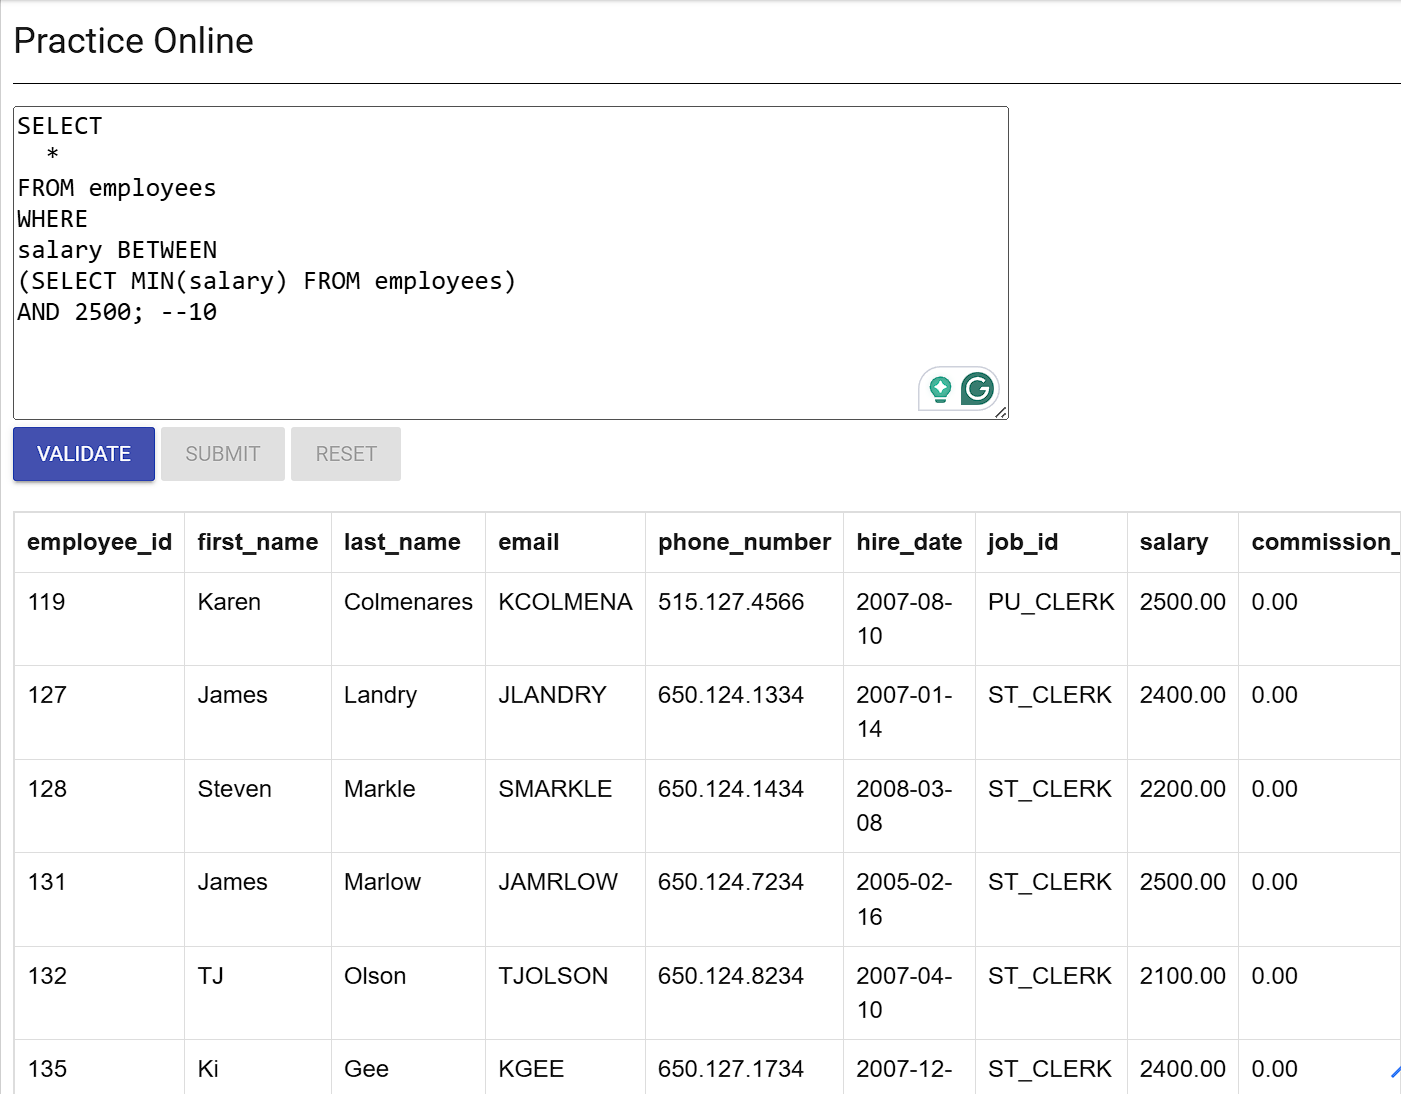 Practice Online
SELECT
*
FROM employees
WHERE
salary BETWEEN
(SELECT MIN(salary) FROM employees)
AND 2500; --10
VALIDATE SUBMIT RESET
employee_id first_name last_name email phone_number hire_date job_id salary commission_
119 Karen Colmenares KCOLMENA 515.127.4566 2007-08-10 PU_CLERK 2500.00 0.00
127 James Landry JLANDRY 650.124.1334 2007-01-14 ST_CLERK 2400.00 0.00
128 Steven Markle SMARKLE 650.124.1434 2008-03-08 ST_CLERK 2200.00 0.00
131 James Marlow JAMRLOW 650.124.7234 2005-02-16 ST_CLERK 2500.00 0.00
132 TJ Olson TJOLSON 650.124.8234 2007-04-10 ST_CLERK 2100.00 0.00
135 Ki Gee KGEE 650.127.1734 2007-12- ST_CLERK 2400.00 0.00